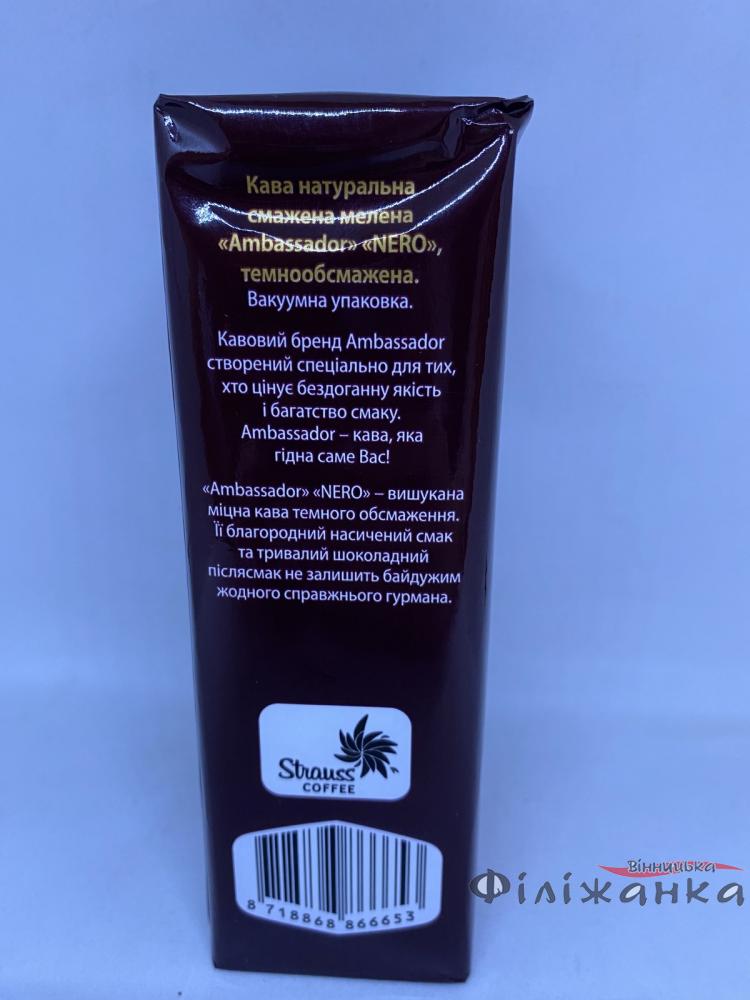 Кава натуральна
смажена мелена
«Ambassador» «NERO»,
темнообсмажена.
Вакуумна упаковка.
Кавовий бренд Ambassador
створений спеціально для тих,
хто цінує бездоганну якість
і багатство смаку.
Ambassador – кава, яка
гідна саме Вас!
«Ambassador» «NERO» – вишукана
міцна кава темного обсмаження.
Її благородний насичений смак
та тривалий шоколадний
післясмак не залишить байдужим
жодного справжнього гурмана.
Strauss
COFFEE
8 718868 866653
Вінницька
Філіжанка